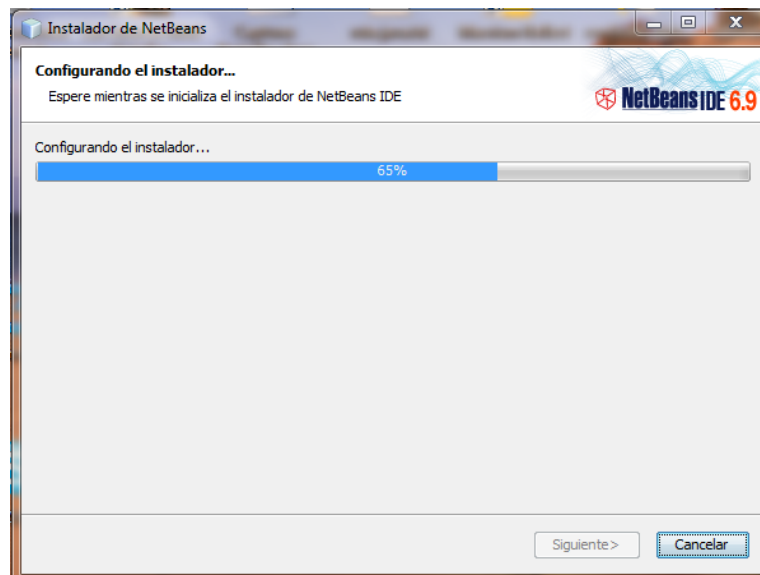 Instalador de NetBeans
Configurando el instalador...
Espere mientras se inicializa el instalador de NetBeans IDE
NetBeans IDE 6.9
Configurando el instalador...
65%
Siguiente >
Cancelar